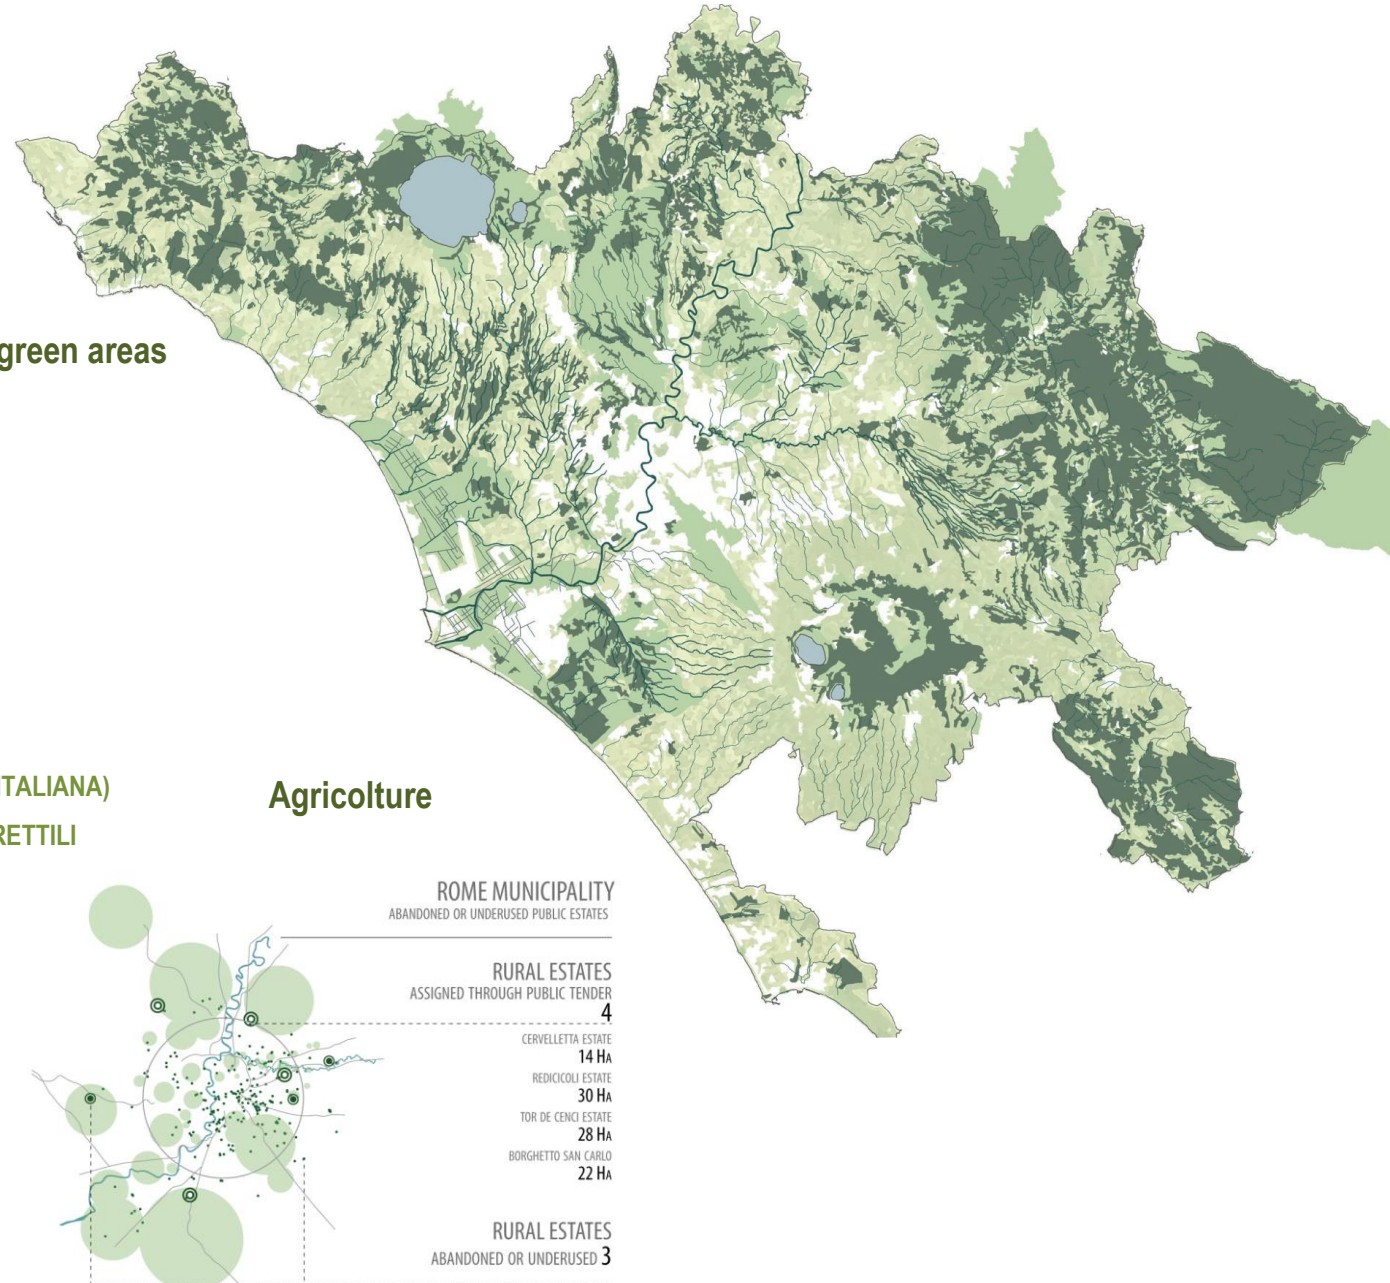 green areas
ITALIANA)
RETTILI
Agricolture
ROME MUNICIPALITY
ABANDONED OR UNDERUSED PUBLIC ESTATES
RURAL ESTATES
ASSIGNED THROUGH PUBLIC TENDER
4
CERVELLETTA ESTATE
14 HA
REDICICOLI ESTATE
30 HA
TOR DE CENCI ESTATE
28 HA
BORGHETTO SAN CARLO
22 HA
RURAL ESTATES
ABANDONED OR UNDERUSED 3